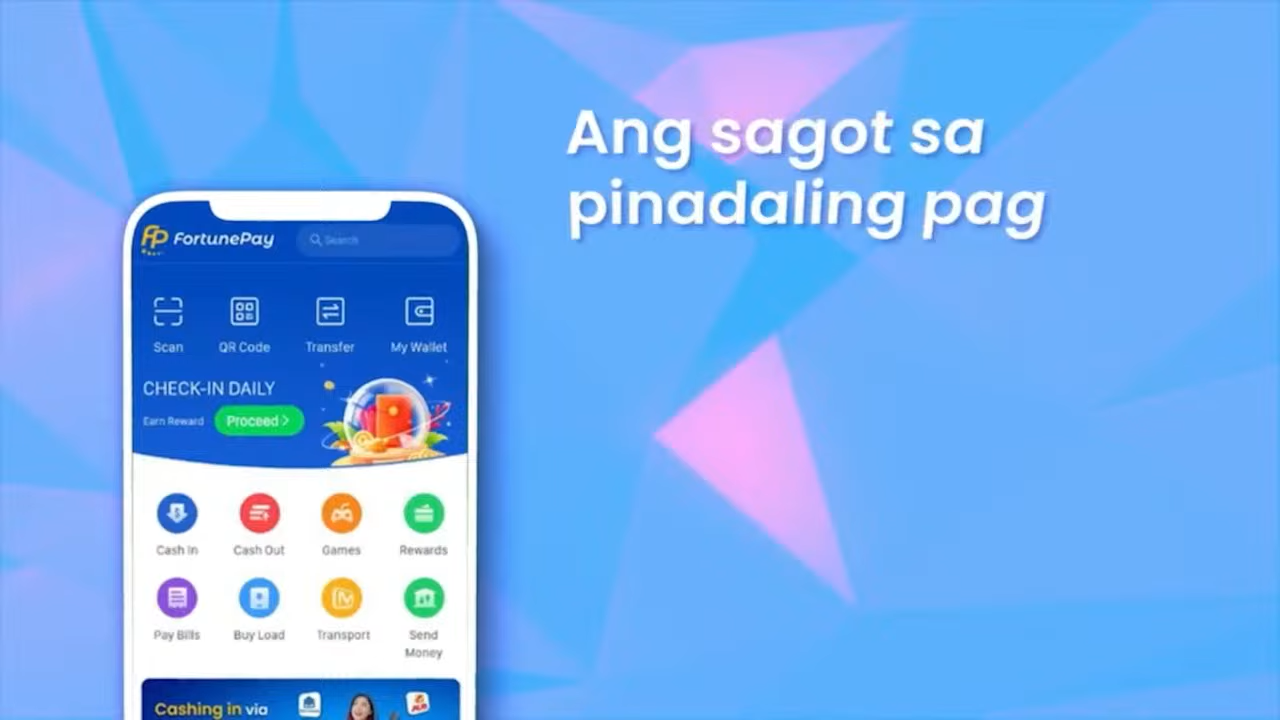 Ang sagot sa
pinadaling pag
FortunePay
Search
Scan QR Code Transfer My Wallet
CHECK-IN DAILY
Earn Reward Proceed >
Cash In Cash Out Games Rewards
Pay Bills Buy Load Transport Send
Money
Cashing in via